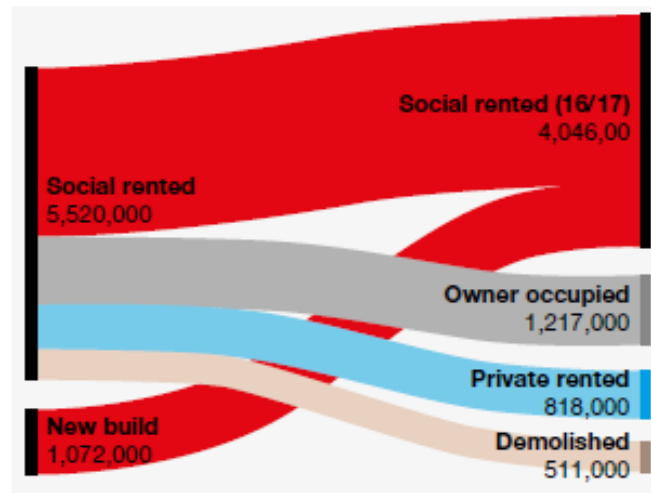 Social rented (16/17)
4,046,00
Social rented
5,520,000
Owner occupied
1,217,000
Private rented
818,000
New build
1,072,000
Demolished
511,000